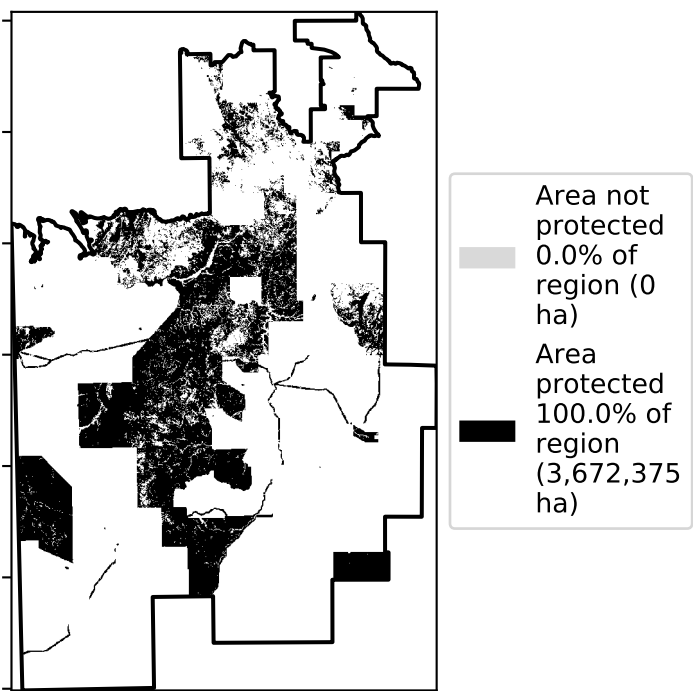 Area not
protected
0.0% of
region (0
ha)
Area
protected
100.0% of
region
(3,672,375
ha)